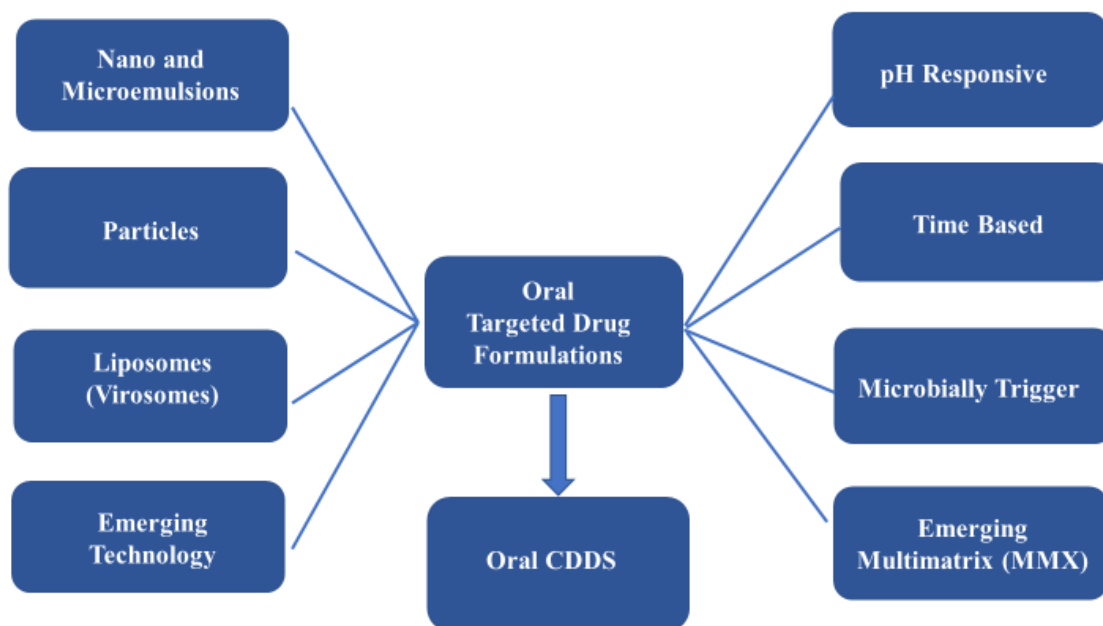 Nano and
Microemulsions
Particles
Liposomes
(Virosomes)
Emerging
Technology
Oral
Targeted Drug
Formulations
Oral CDDS
pH Responsive
Time Based
Microbially Trigger
Emerging
Multimatrix (MMX)